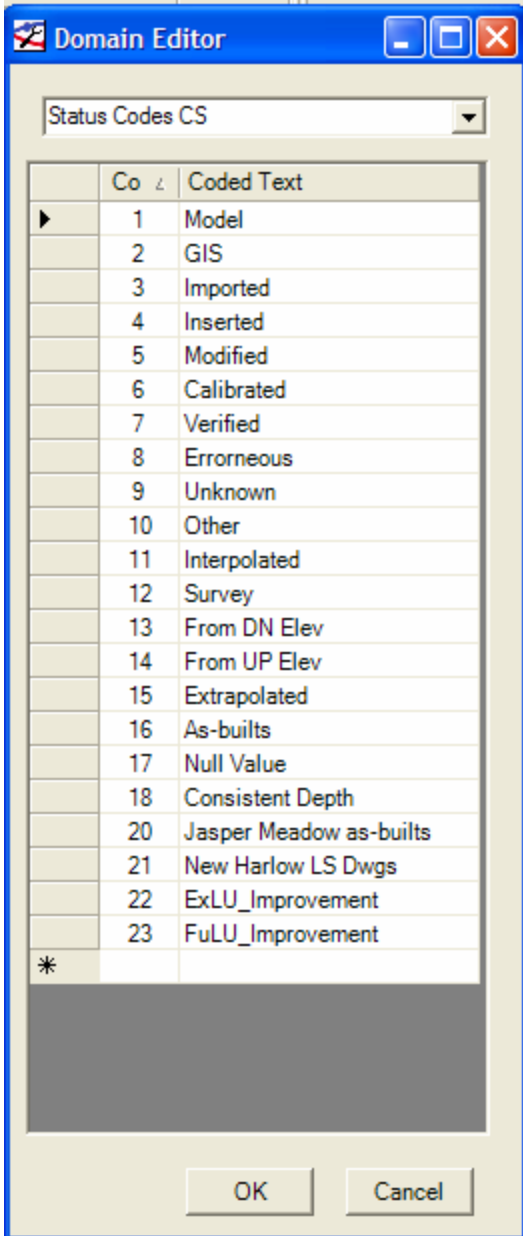 Domain Editor
Status Codes CS
Co Coded Text
1 Model
2 GIS
3 Imported
4 Inserted
5 Modified
6 Calibrated
7 Verified
8 Errorneous
9 Unknown
10 Other
11 Interpolated
12 Survey
13 From DN Elev
14 From UP Elev
15 Extrapolated
16 As-builts
17 Null Value
18 Consistent Depth
20 Jasper Meadow as-builts
21 New Harlow LS Dwgs
22 ExLU_Improvement
23 FuLU_Improvement
OK Cancel